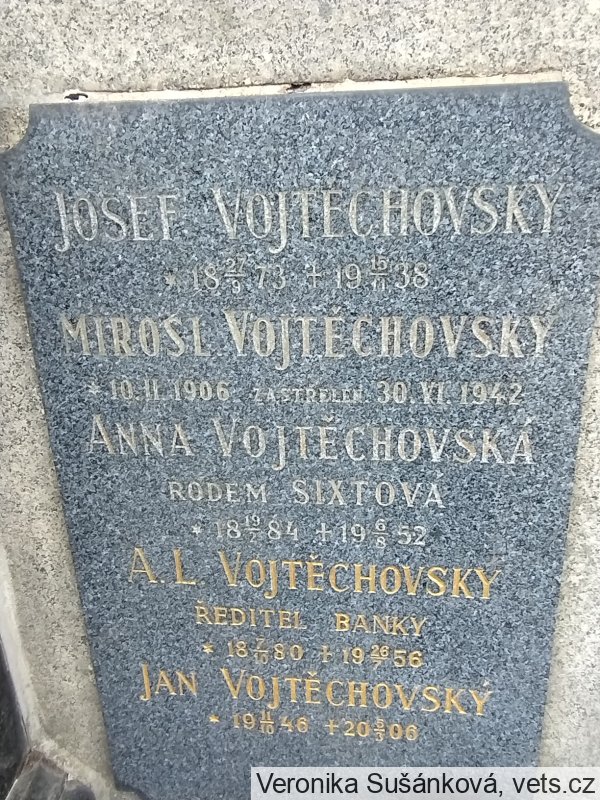 JOSEF VOJTĚCHOVSKÝ
* 18 27/9 73 + 19 15/11 38
MIROSL. VOJTĚCHOVSKÝ
* 10. II. 1906 ZASTŘELEN 30. VI. 1942
ANNA VOJTĚCHOVSKÁ
RODEM SIXTOVÁ
* 18 19/7 84 + 19 6/8 52
A. L. VOJTĚCHOVSKÝ
ŘEDITEL BANKY
* 18 7/10 80 + 19 26/7 56
JAN VOJTĚCHOVSKÝ
* 19 11/10 46 + 20 5/3 06
Veronika Sušánková, vets.cz